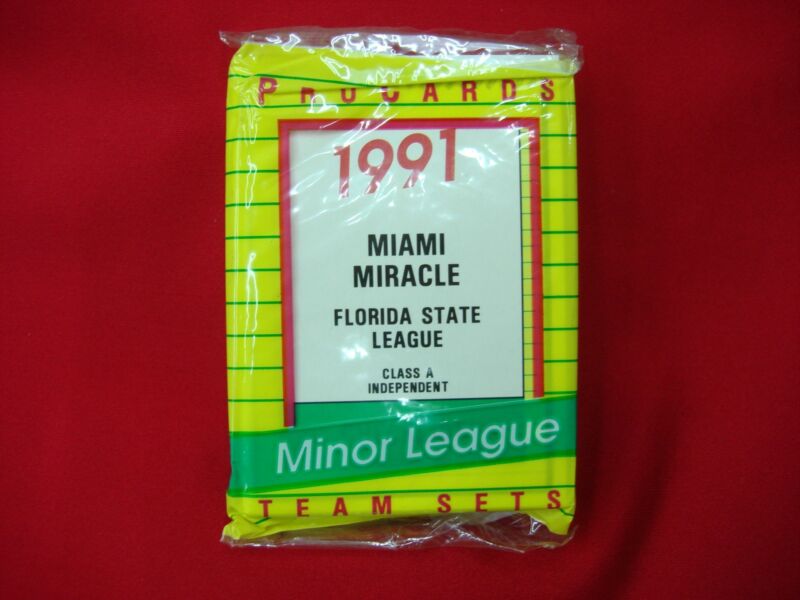 PROCARDS
1991
MIAMI
MIRACLE
FLORIDA STATE
LEAGUE
CLASS A
INDEPENDENT
Minor League
TEAM SETS